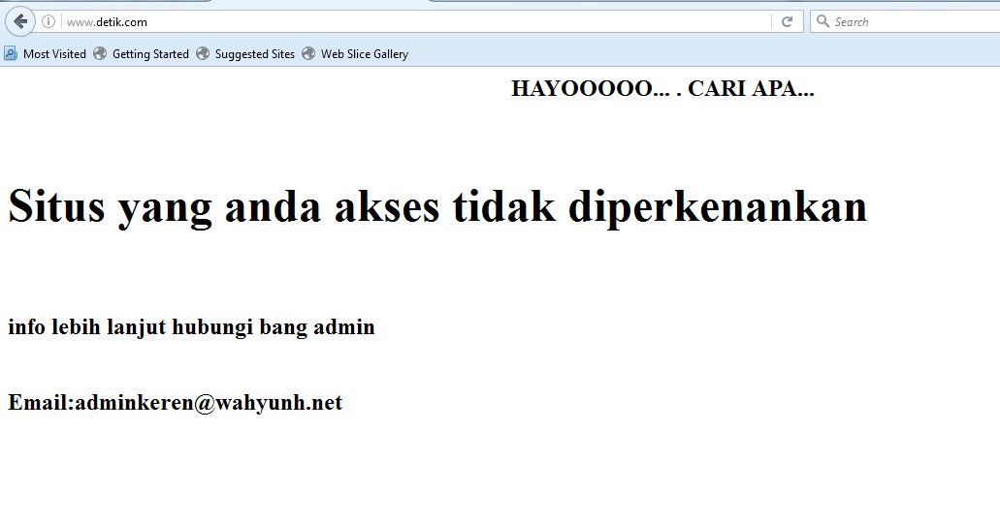 www.detik.com
Search
Most Visited Getting Started Suggested Sites Web Slice Gallery
HAYOOOOO... . CARI APA...
Situs yang anda akses tidak diperkenankan
info lebih lanjut hubungi bang admin
Email:adminkeren@wahyunh.net